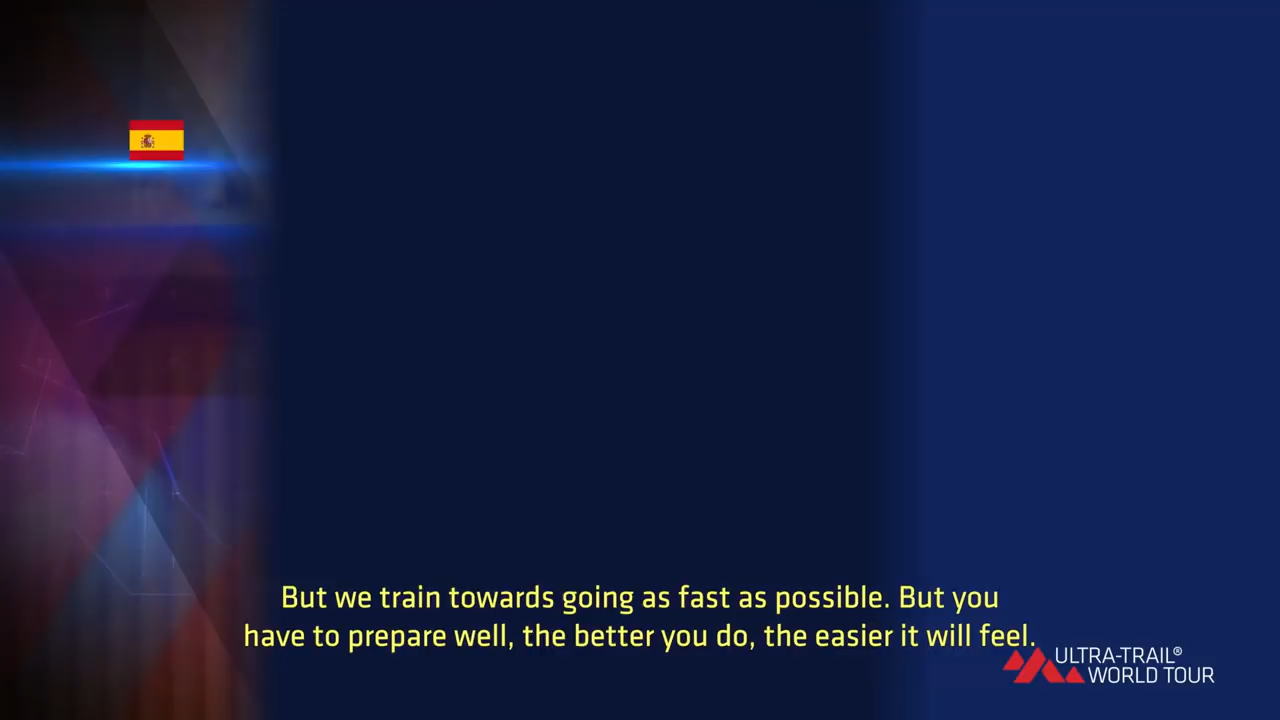 But we train towards going as fast as possible. But you
have to prepare well, the better you do, the easier it will feel.
ULTRA-TRAIL®
WORLD TOUR